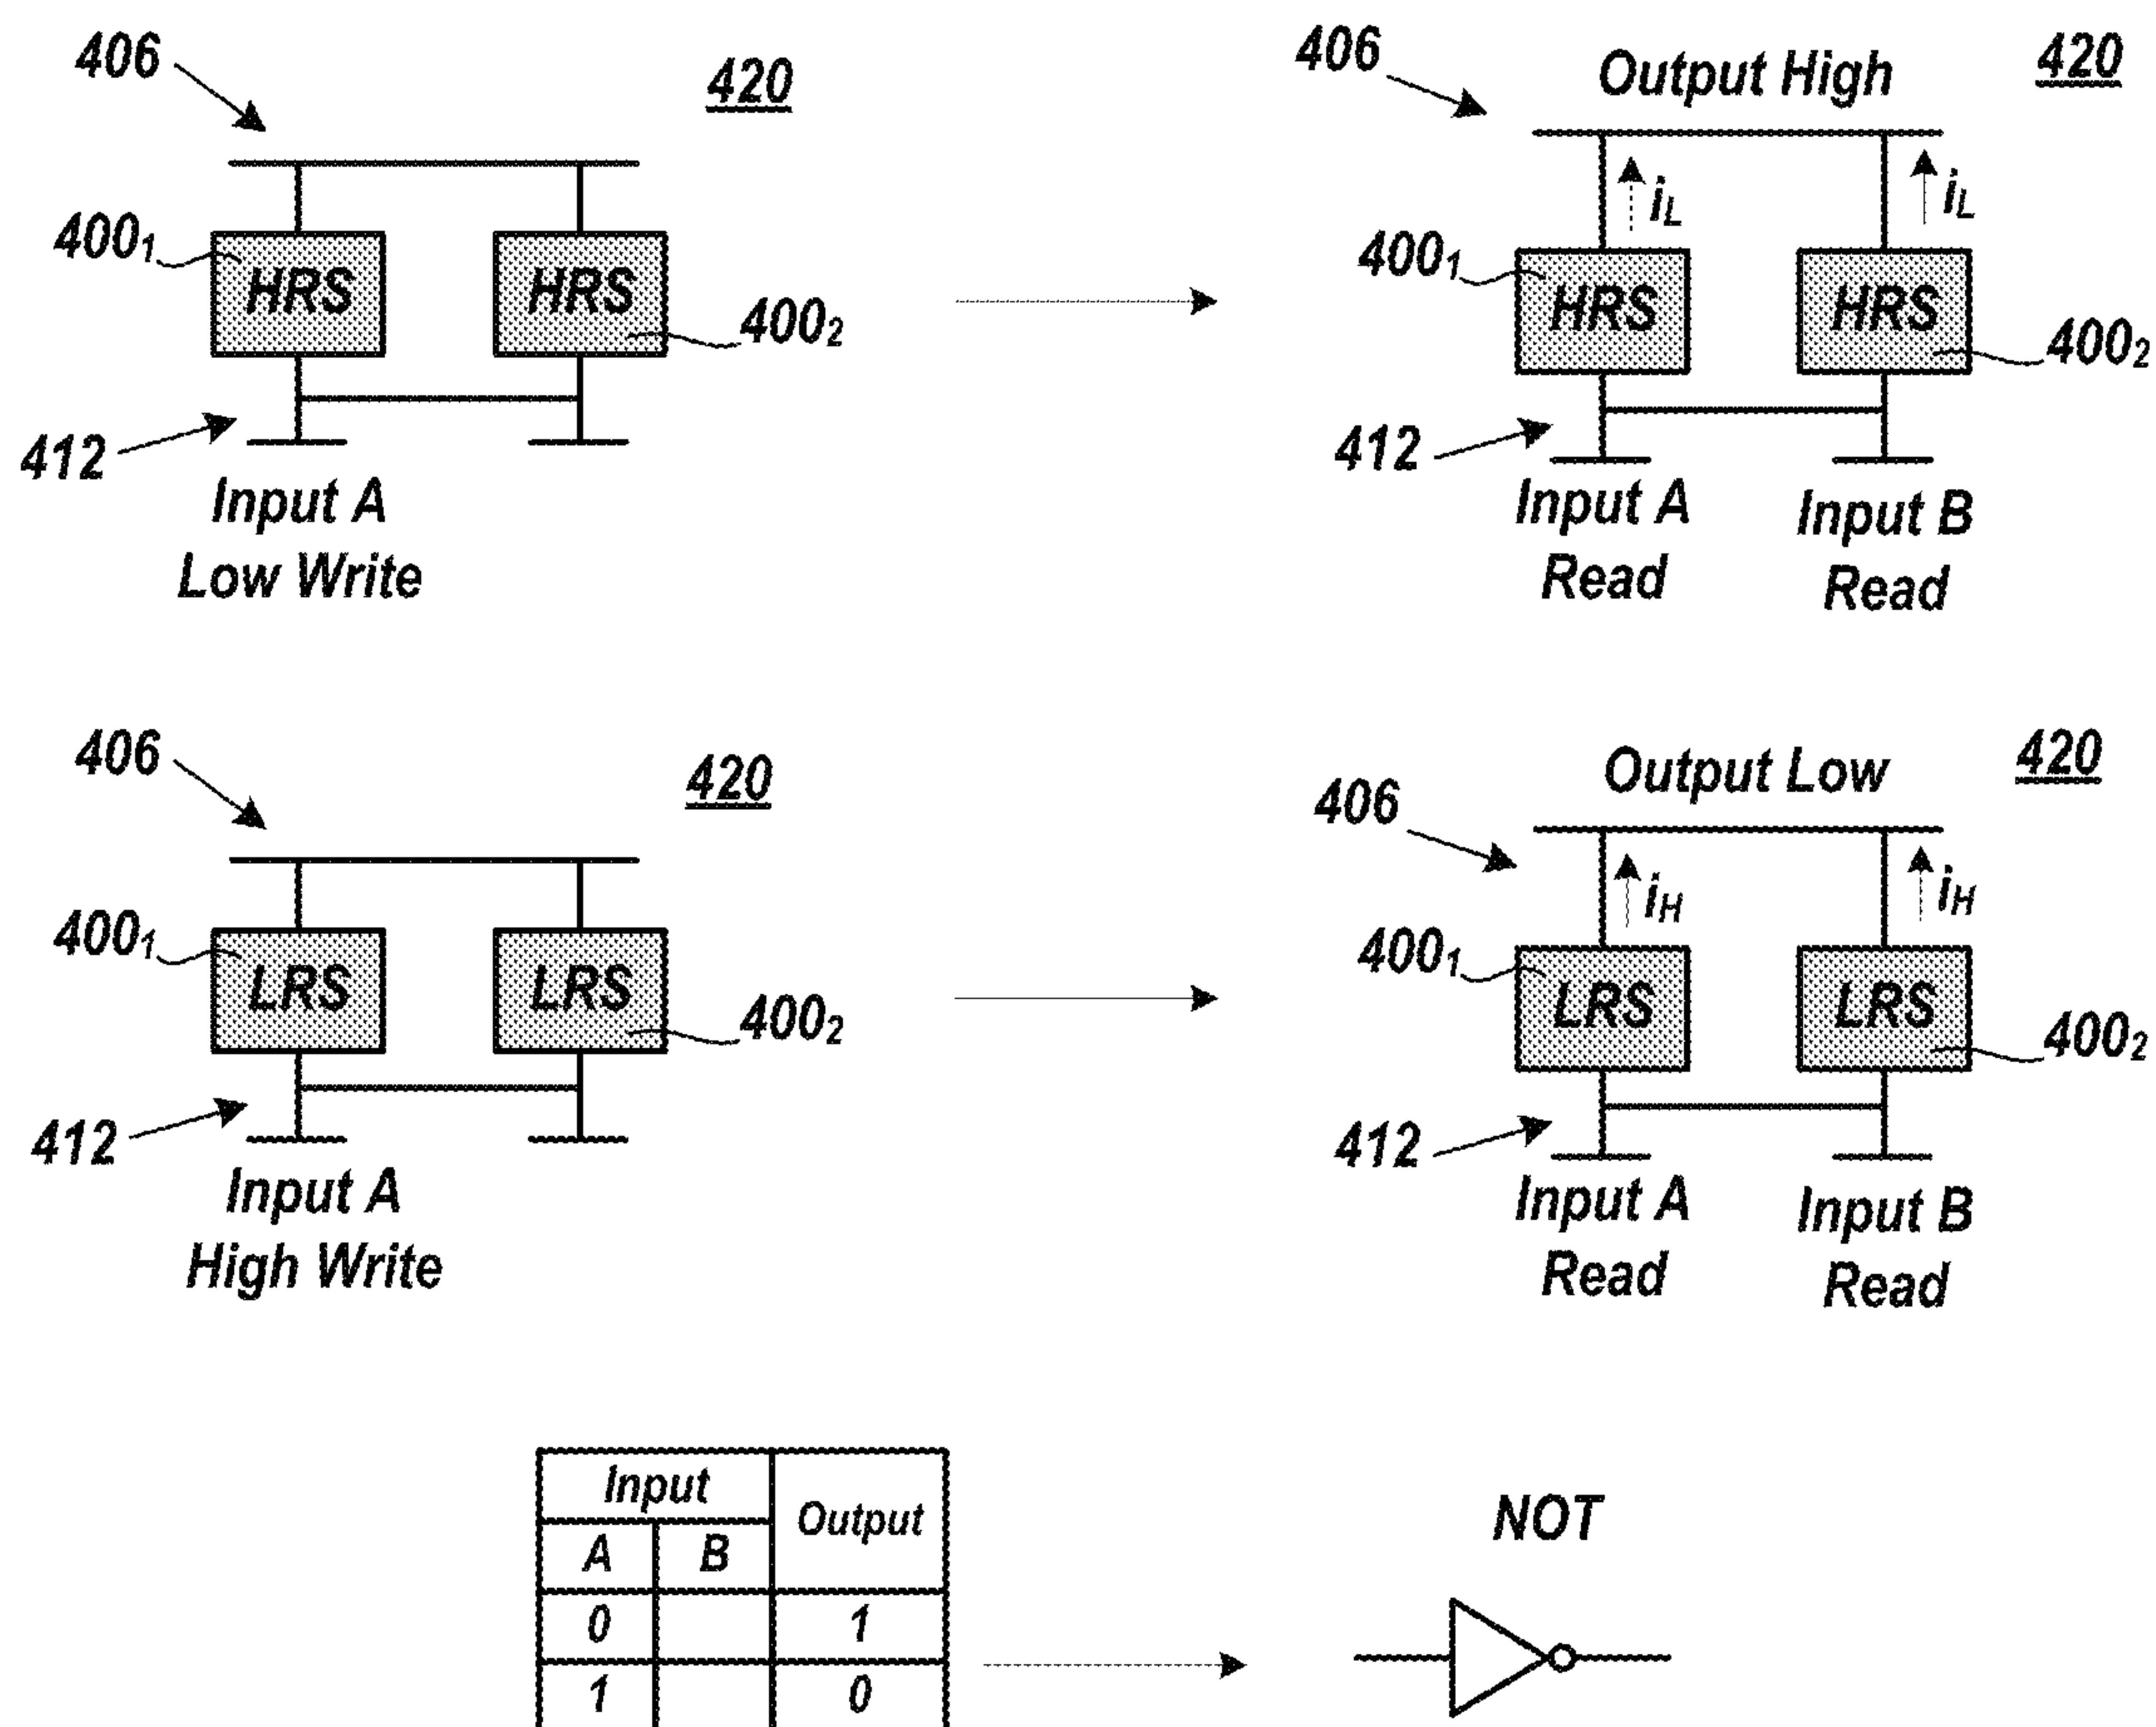 406
420
400₁
HRS
HRS
400₂
412
Input A
Low Write
406
Output High
420
iL
iL
400₁
HRS
HRS
400₂
412
Input A
Read
Input B
Read
406
420
400₁
LRS
LRS
400₂
412
Input A
High Write
Output Low
420
406
iH
iH
400₁
LRS
LRS
400₂
412
Input A
Read
Input B
Read
Input
Output
A B
0 1
1 0
NOT